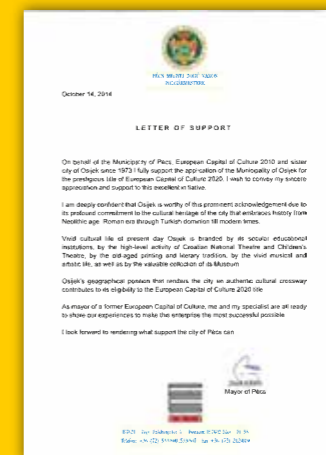 October 14, 2014
LETTER OF SUPPORT
On behalf of the Municipality of Pécs, European Capital of Culture 2010 and sister
city of Osijek since 1973 I fully support the application of the Municipality of Osijek for
the prestigious title of European Capital of Culture 2020. I wish to convey my sincere
appreciation and support to this excellent initiative.
I am deeply confident that Osijek is worthy of this prominent acknowledgement due to
its profound commitment to the cultural heritage of the city that embraces history from
Neolithic age, Roman era through Turkish dominion till modern times.
Vivid cultural life of present day Osijek is branded by its secular educational
institutions, by the high-level activity of Croatian National Theatre and Children's
Theatre, by the old-aged printing and literary tradition, by the vivid musical and
artistic life, as well as by the valuable collection of its Museum
Osijek's geographical position that renders the city an authentic cultural crossway
contributes to its eligibility to the European Capital of Culture 2020 title
As mayor of a former European Capital of Culture, me and my specialist are all ready
to share our experiences to make this enterprise the most successful possible
I look forward to rendering what support the city of Pécs can
Mayor of Pécs